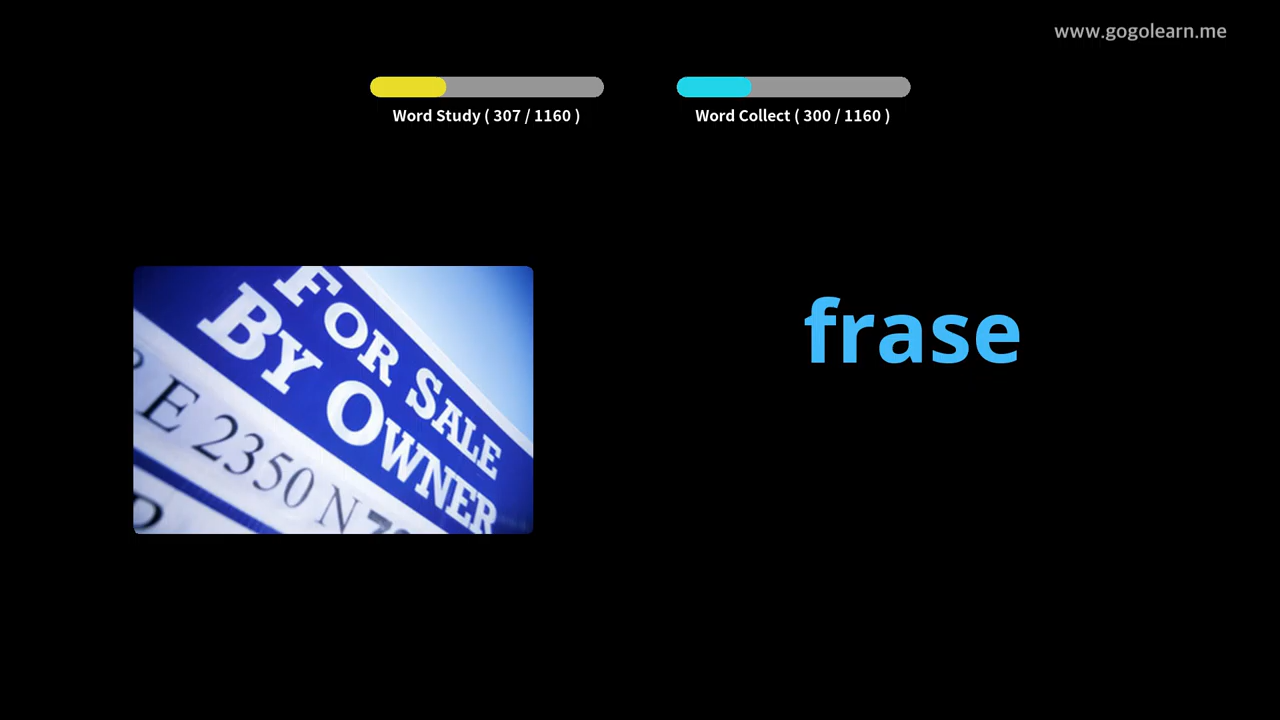 www.gogolearn.me
Word Study ( 307 / 1160 )
Word Collect ( 300 / 1160 )
FOR SALE
BY OWNER
E 2350 N
frase